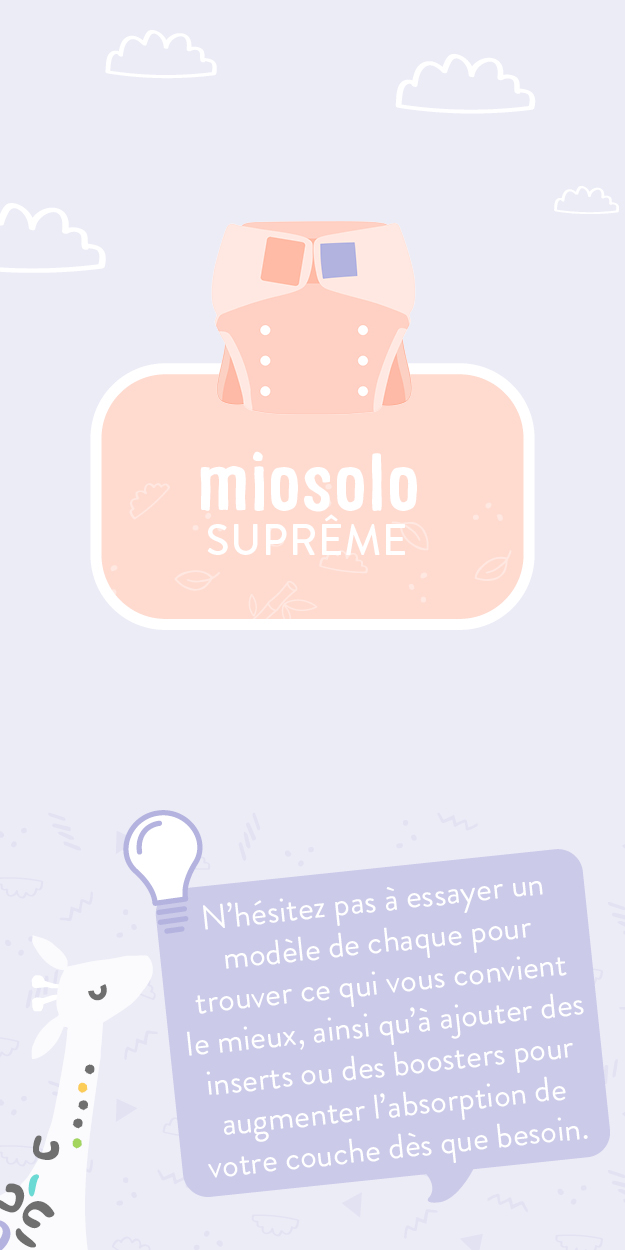 miosolo
SUPRÊME
N'hésitez pas à essayer un
modèle de chaque pour
trouver ce qui vous convient
le mieux, ainsi qu'à ajouter des
inserts ou des boosters pour
augmenter l'absorption de
votre couche dès que besoin.